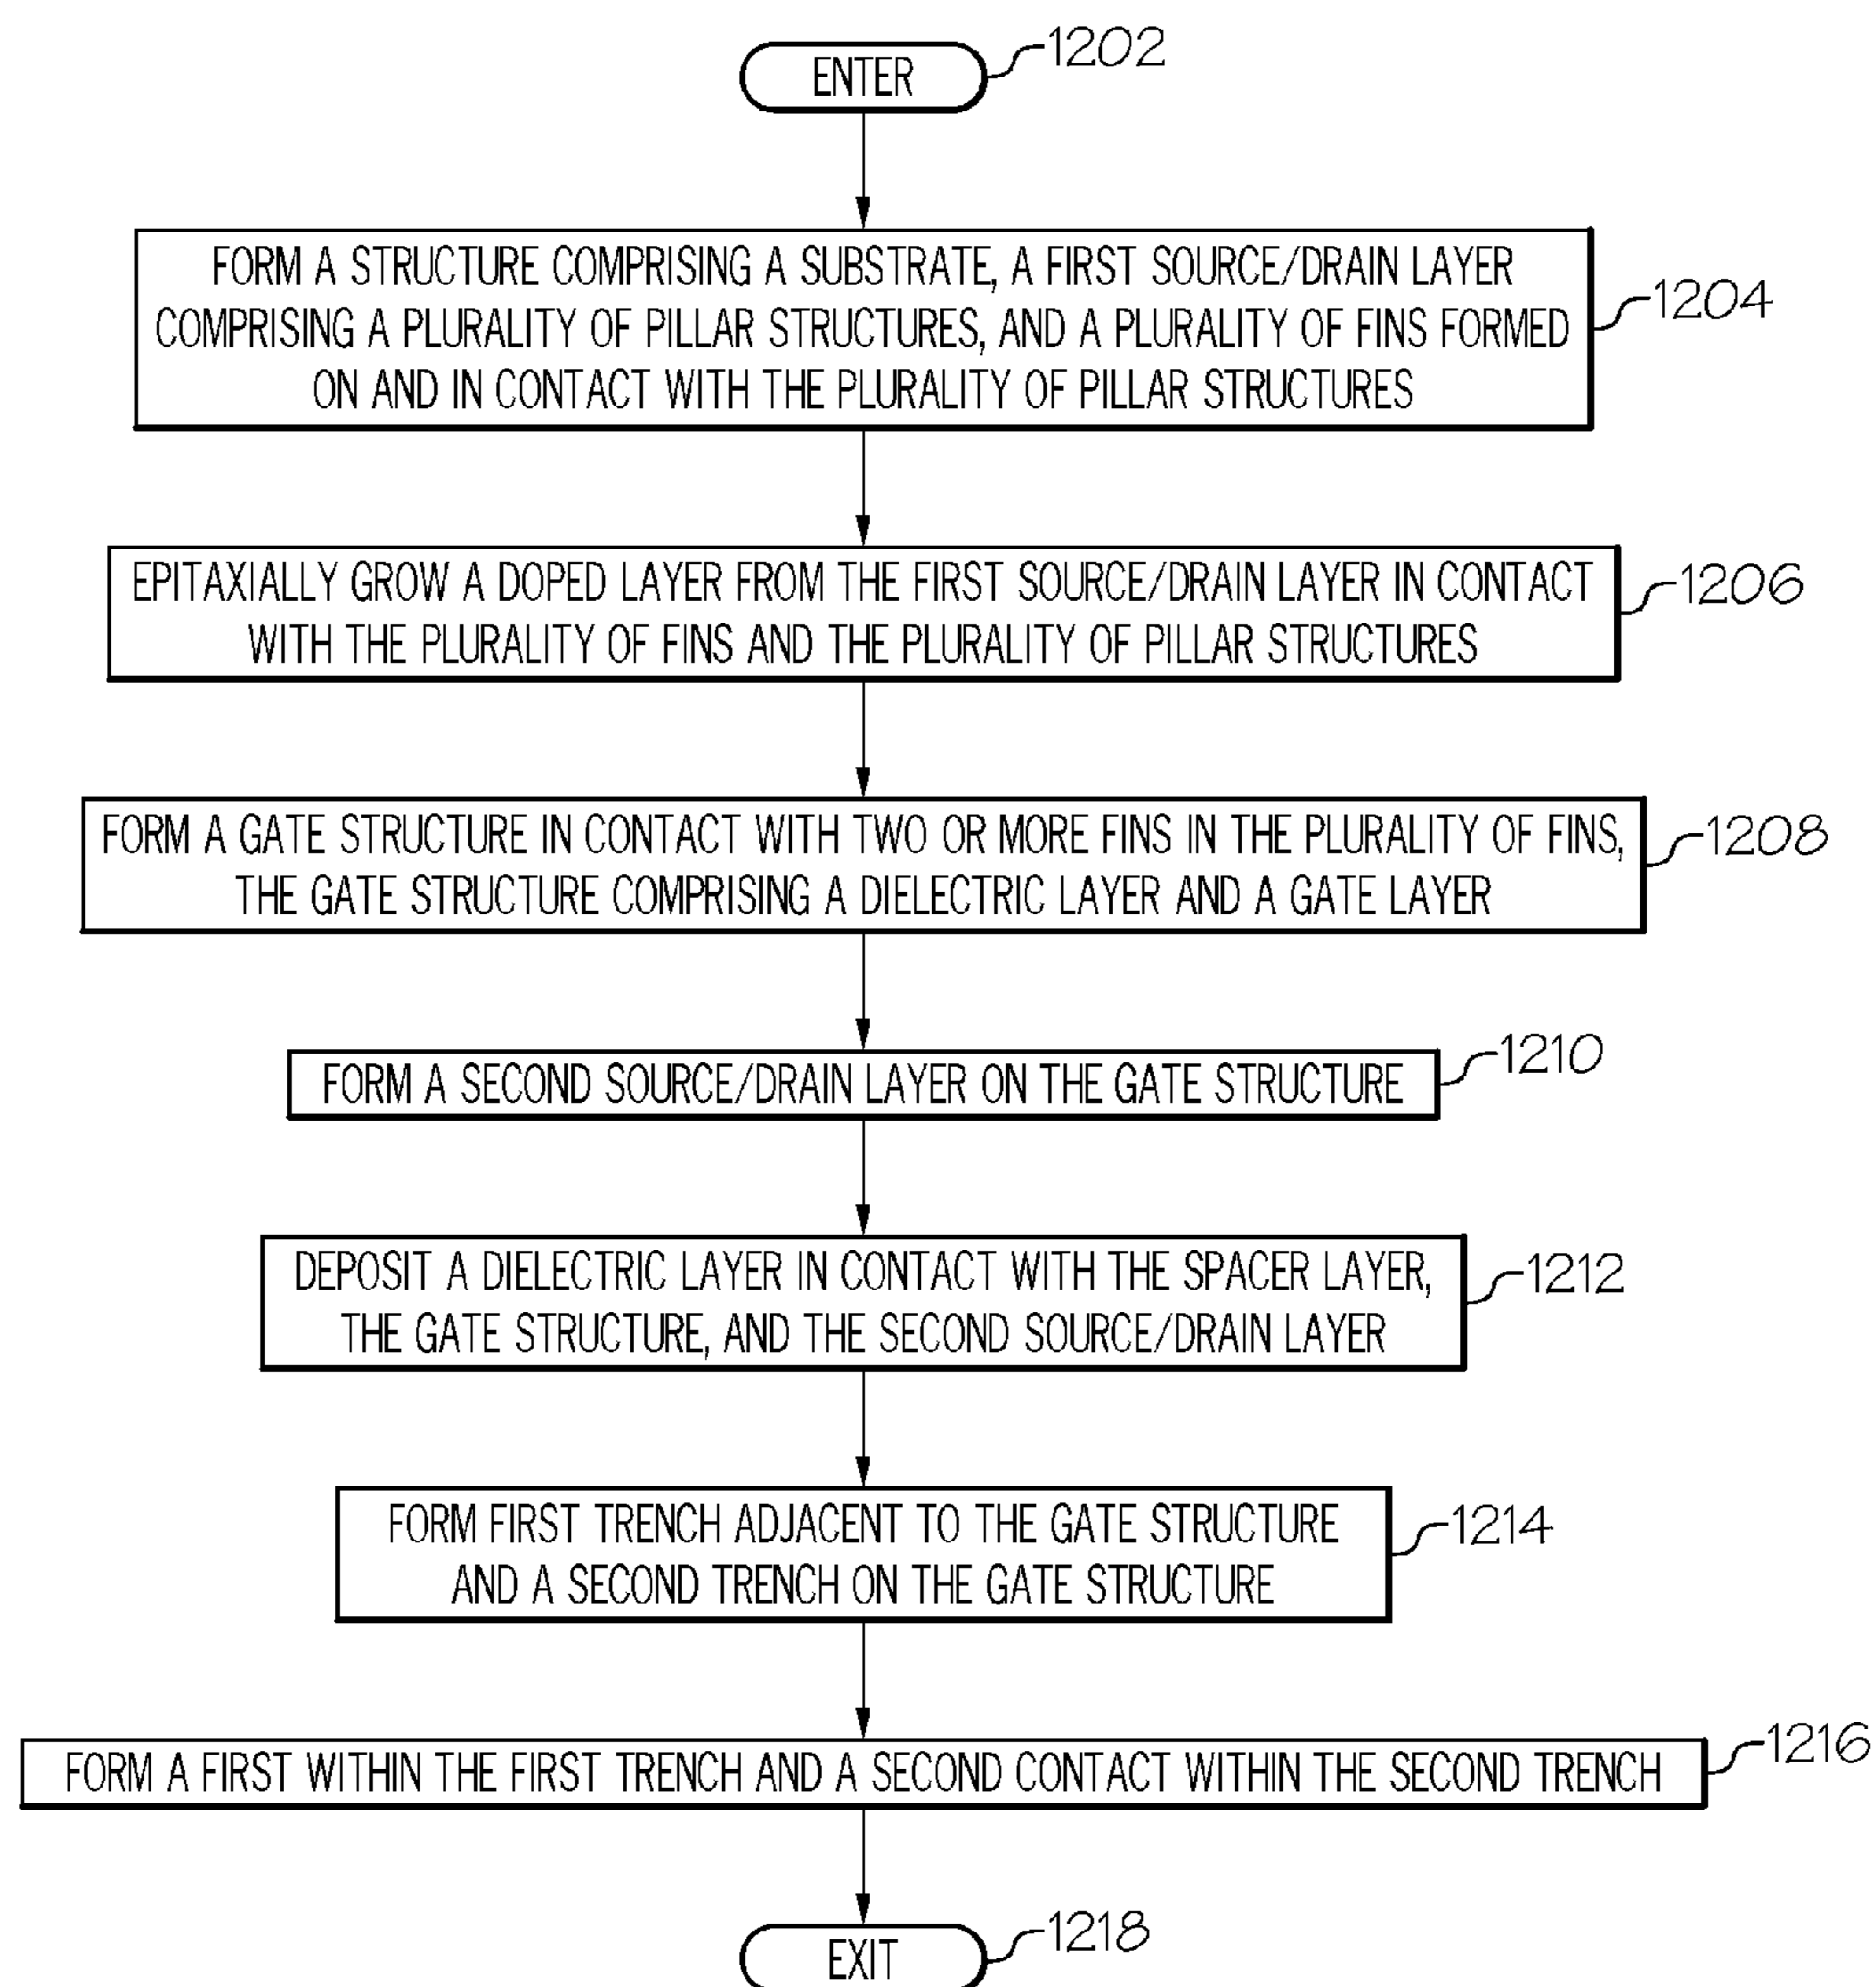 ENTER
1202
FORM A STRUCTURE COMPRISING A SUBSTRATE, A FIRST SOURCE/DRAIN LAYER
COMPRISING A PLURALITY OF PILLAR STRUCTURES, AND A PLURALITY OF FINS FORMED
ON AND IN CONTACT WITH THE PLURALITY OF PILLAR STRUCTURES
1204
EPITAXIALLY GROW A DOPED LAYER FROM THE FIRST SOURCE/DRAIN LAYER IN CONTACT
WITH THE PLURALITY OF FINS AND THE PLURALITY OF PILLAR STRUCTURES
1206
FORM A GATE STRUCTURE IN CONTACT WITH TWO OR MORE FINS IN THE PLURALITY OF FINS,
THE GATE STRUCTURE COMPRISING A DIELECTRIC LAYER AND A GATE LAYER
1208
FORM A SECOND SOURCE/DRAIN LAYER ON THE GATE STRUCTURE
1210
DEPOSIT A DIELECTRIC LAYER IN CONTACT WITH THE SPACER LAYER,
THE GATE STRUCTURE, AND THE SECOND SOURCE/DRAIN LAYER
1212
FORM FIRST TRENCH ADJACENT TO THE GATE STRUCTURE
AND A SECOND TRENCH ON THE GATE STRUCTURE
1214
FORM A FIRST WITHIN THE FIRST TRENCH AND A SECOND CONTACT WITHIN THE SECOND TRENCH
1216
EXIT
1218